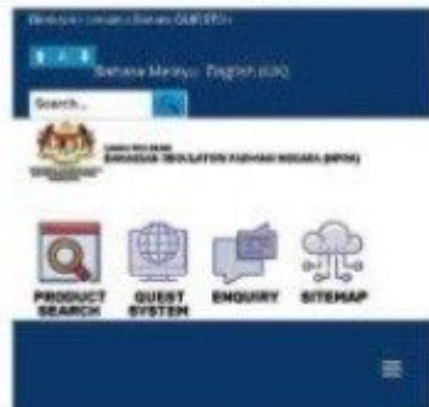 Bahasa Melayu English (UK)
Search...
BAHAGIAN REGULATORI FARMASI NEGARA (NPRA)
PRODUCT SEARCH
QUEST SYSTEM
ENQUIRY
SITEMAP